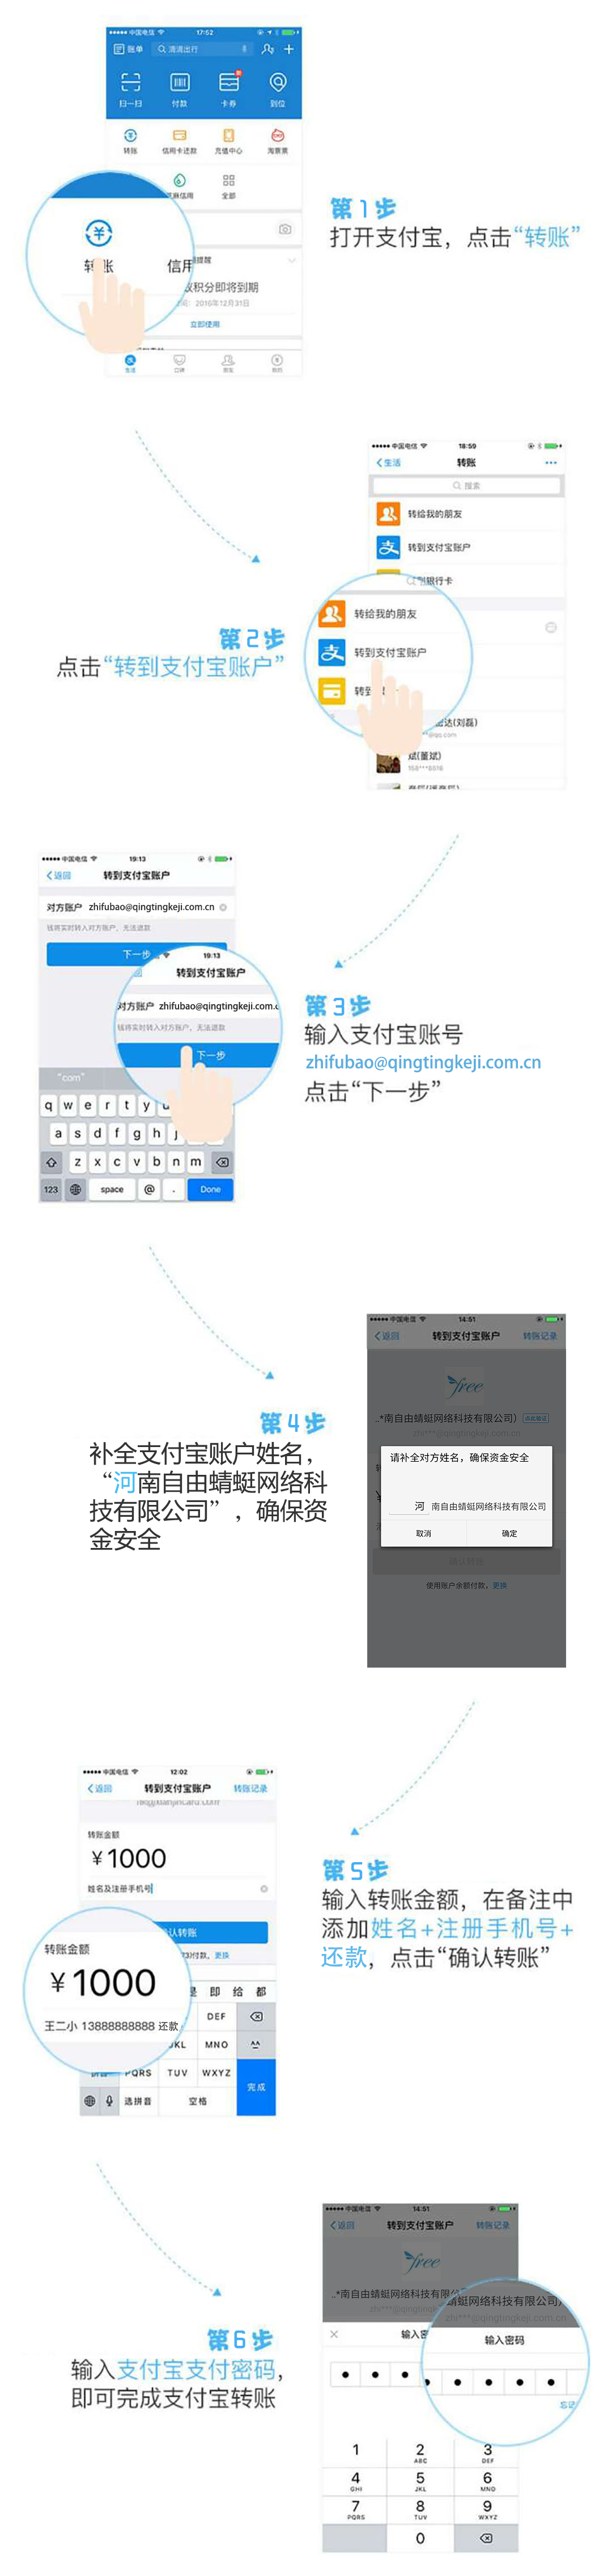 中国电信 17:52
账单 滴滴出行
扫一扫 付款 卡券 到位
转账 信用卡还款 充值中心 淘票票
芝麻信用 全部
转账 信用
提醒
议积分即将到期
2016年12月31日
立即使用
生活 口碑 朋友 我的
第1步
打开支付宝，点击“转账”
中国电信 18:59
生活 转账
搜索
转给我的朋友
转到支付宝账户
到银行卡
转给我的朋友
转到支付宝账户
转到
达(刘磊)
@qq.com
斌(董斌)
158***8816
第2步
点击“转到支付宝账户”
中国电信 19:13
返回 转到支付宝账户
对方账户 zhifubao@qingtingkeji.com.cn
钱将实时转入对方账户，无法退款
下一步
19:13
转到支付宝账户
对方账户 zhifubao@qingtingkeji.com.c
钱将实时转入对方账户，无法退款
下一步
"com"
q w e r t y u
a s d f g h j
z x c v b n m
123 space @ . Done
第3步
输入支付宝账号
zhifubao@qingtingkeji.com.cn
点击“下一步”
中国电信 14:51
返回 转到支付宝账户 转账记录
free
..*南自由蜻蜓网络科技有限公司） 点此验证
zhi***@qingtingkeji.com.cn
请补全对方姓名，确保资金安全
河 南自由蜻蜓网络科技有限公司
取消 确定
确认转账
使用账户余额付款，更换
第4步
补全支付宝账户姓名，
“河南自由蜻蜓网络科
技有限公司”，确保资
金安全
中国电信 12:02
返回 转到支付宝账户 转账记录
转账金额
￥1000
姓名及注册手机号
认转账
付款，更换
转账金额
￥1000
王二小 13888888888 还款
是 即 给 都
DEF
JKL MNO ^^
PQRS TUV WXYZ
选拼音 空格 完成
第5步
输入转账金额，在备注中
添加姓名+注册手机号+
还款，点击“确认转账”
中国电信 14:51
返回 转到支付宝账户 转账记录
free
..*南自由蜻蜓网络科技有限公
zhi***@qingting
蜻蜓网络科技有限公司）
zhi***@qingtingkeji.com.cn
输入密
输入密码
忘记
1 2 3
ABC DEF
4 5 6
GHI JKL MNO
7 8 9
PQRS TUV WXYZ
0
第6步
输入支付宝支付密码，
即可完成支付宝转账